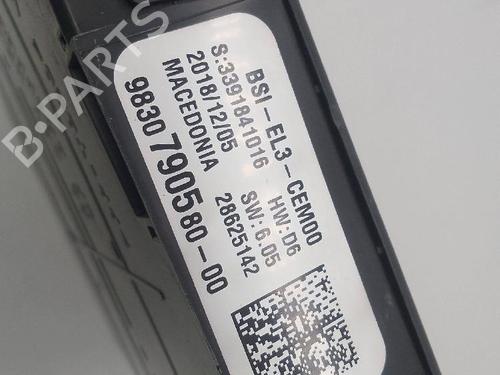 BSI-EL3-CEM00
S:3391841016 HW:D6
2018/12/05 SW: 6.05
MACEDONIA 28625142
9830790580-00
B-PARTS